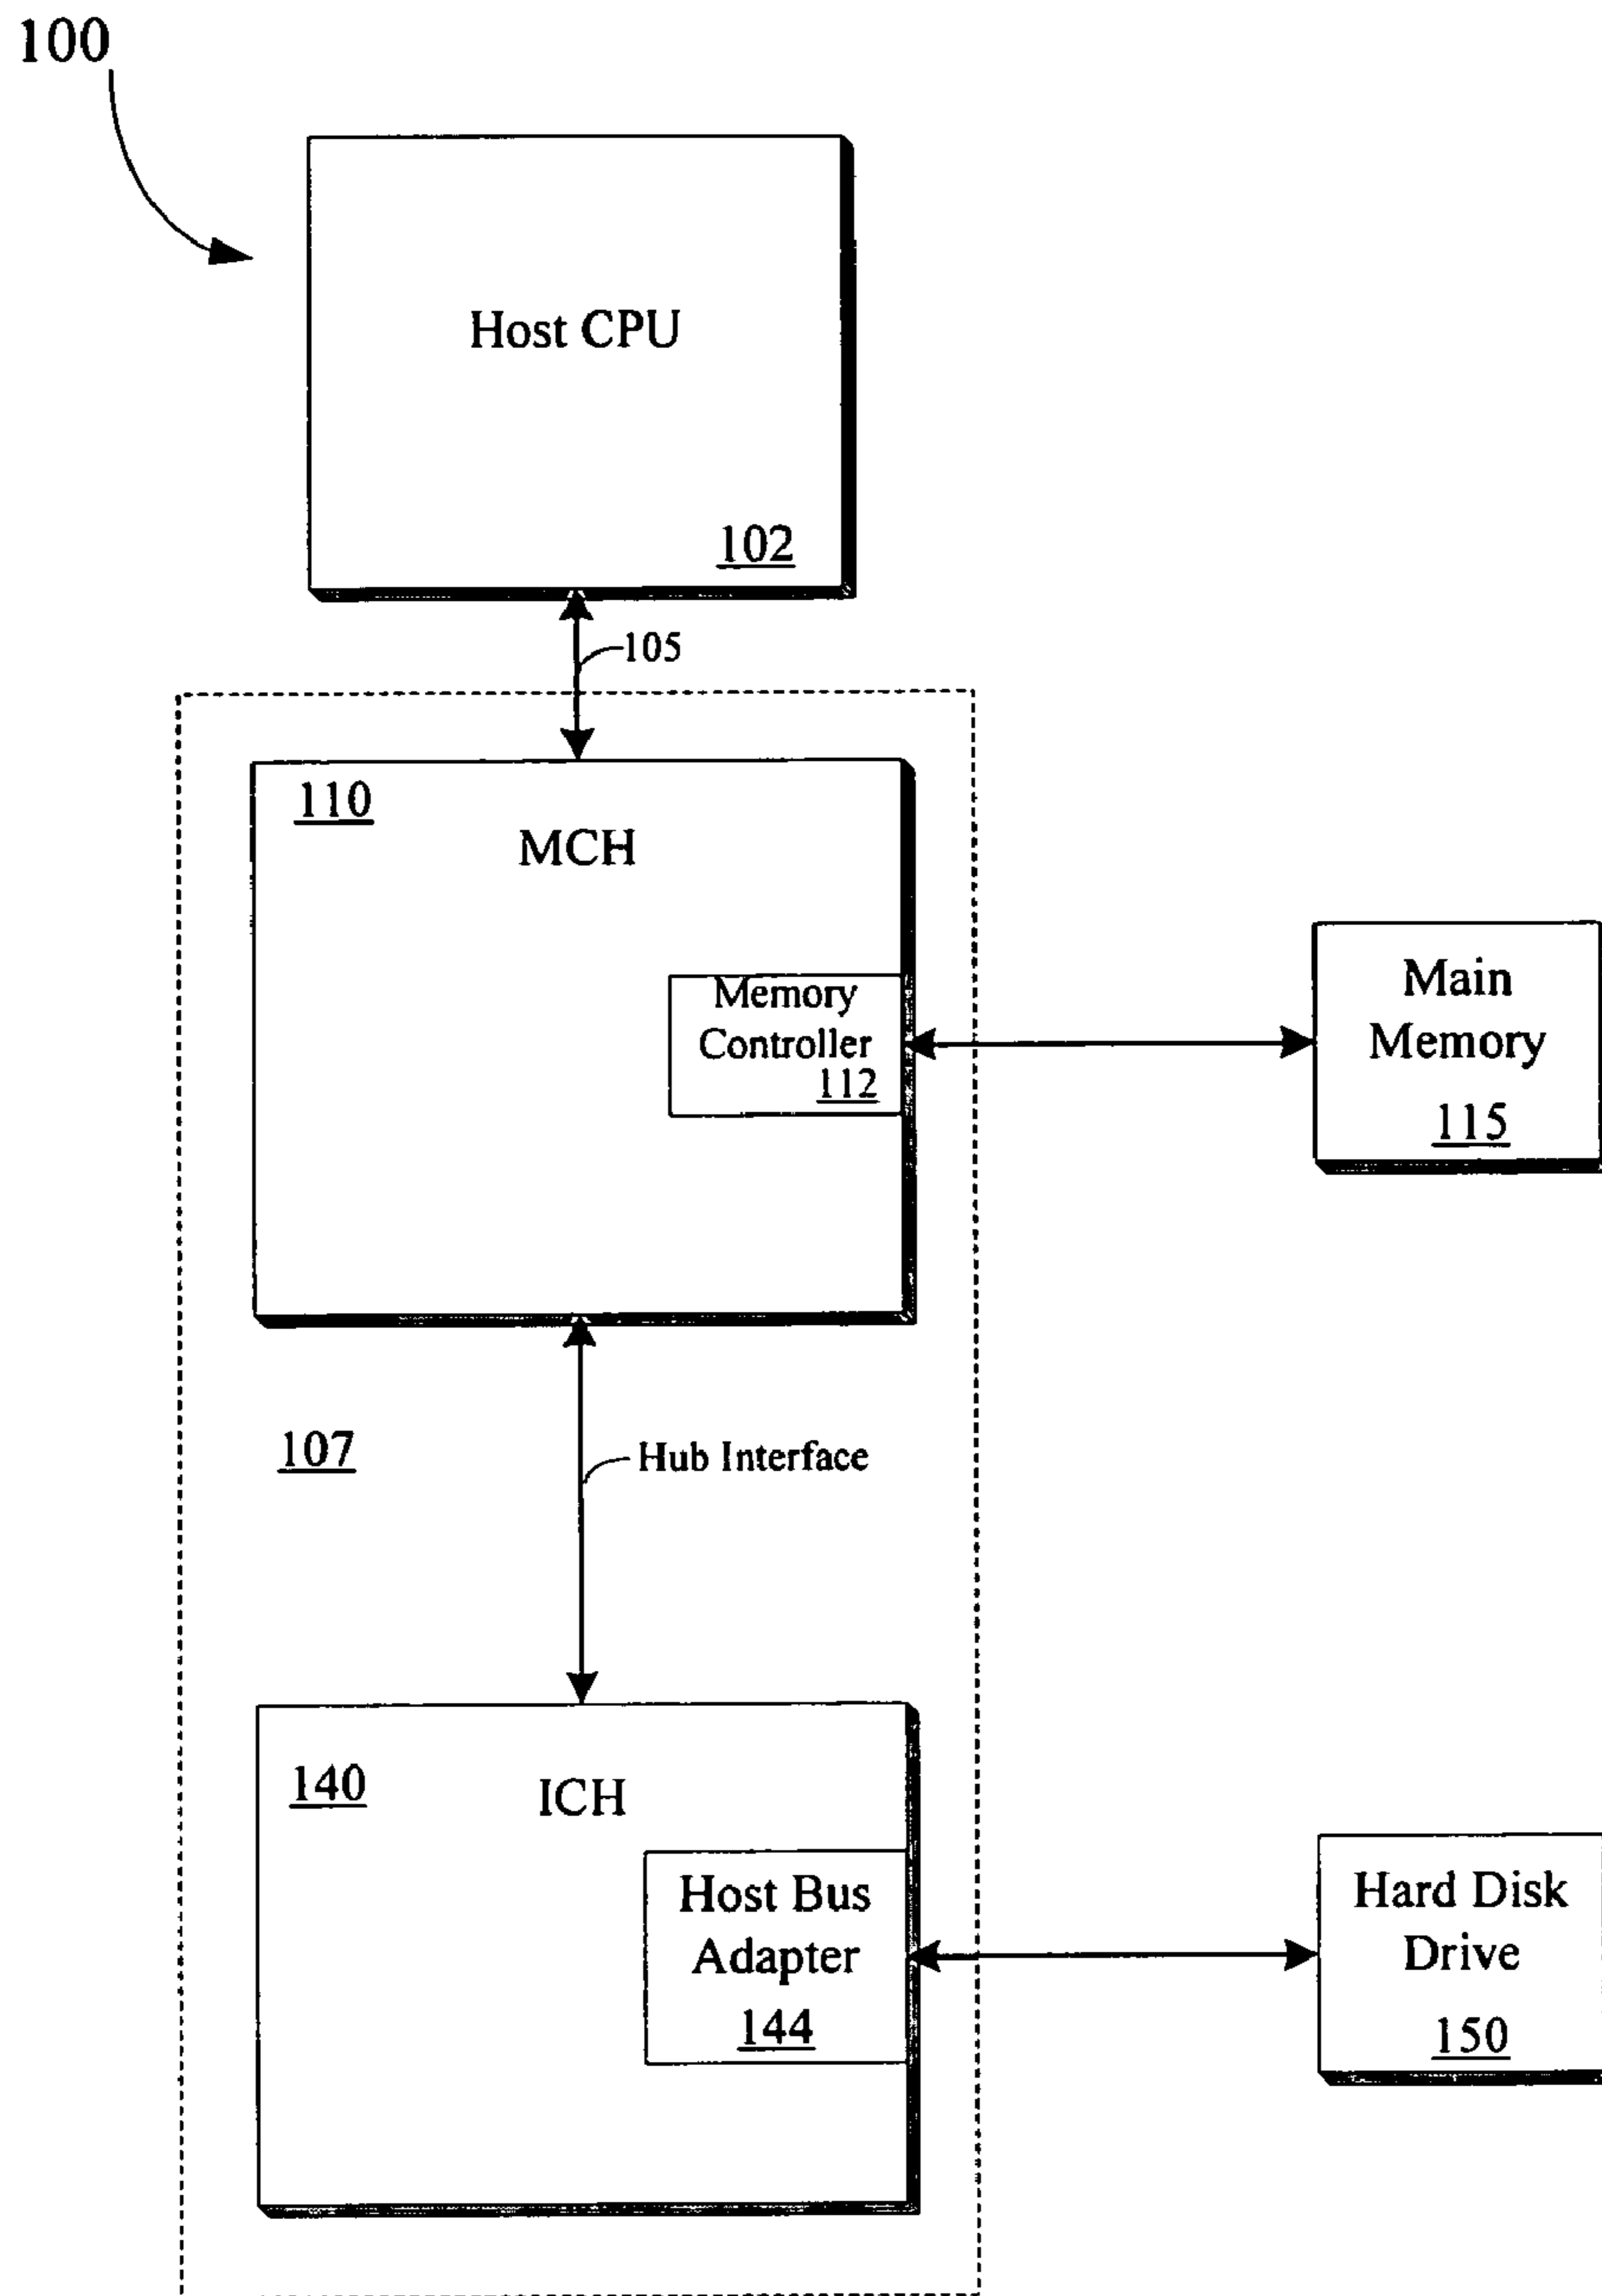 100
Host CPU
102
105
110
MCH
Memory
Controller
112
Main
Memory
115
107
Hub Interface
140
ICH
Host Bus
Adapter
144
Hard Disk
Drive
150